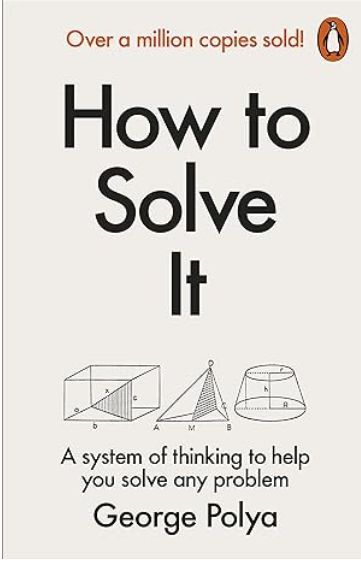 Over a million copies sold!
How to
Solve
It
x
a
c
b
D
C
A
M
B
r
h
R
A system of thinking to help
you solve any problem
George Polya